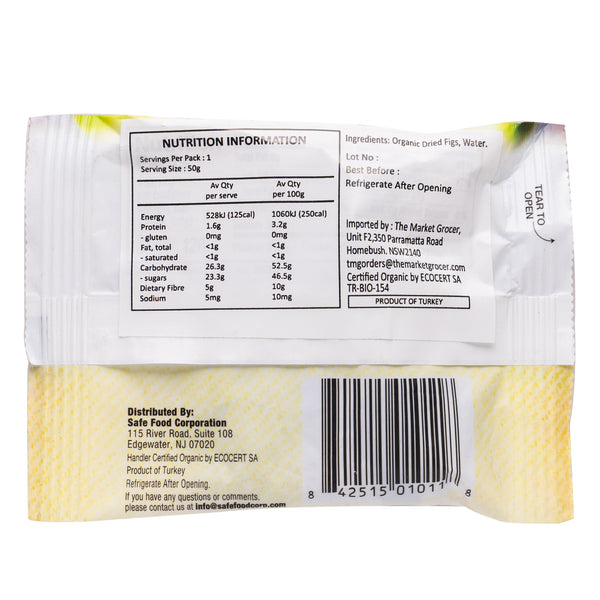 NUTRITION INFORMATION
Servings Per Pack : 1
Serving Size : 50g
Av Qty per serve Av Qty per 100g
Energy 528kJ (125cal) 1060kJ (250cal)
Protein 1.6g 3.2g
- gluten 0mg 0mg
Fat, total <1g <1g
- saturated <1g <1g
Carbohydrate 26.3g 52.5g
- sugars 23.3g 46.5g
Dietary Fibre 5g 10g
Sodium 5mg 10mg
Ingredients: Organic Dried Figs, Water.
Lot No :
Best Before :
Refrigerate After Opening
Imported by : The Market Grocer,
Unit F2,350 Parramatta Road
Homebush. NSW2140
tmgorders@themarketgrocer.com
Certified Organic by ECOCERT SA
TR-BIO-154
PRODUCT OF TURKEY
TEAR TO
OPEN
Distributed By:
Safe Food Corporation
115 River Road, Suite 108
Edgewater, NJ 07020
Handler Certified Organic by ECOCERT SA
Product of Turkey
Refrigerate After Opening.
If you have any questions or comments.
please contact us at info@safefoodcorp.com
8 42515 01011 8